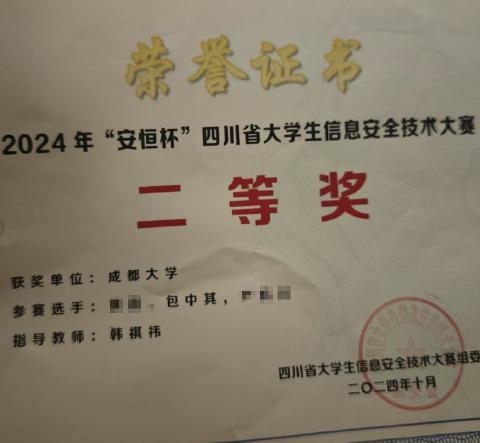 荣誉证书
2024年“安恒杯”四川省大学生信息安全技术大赛
二等奖
获奖单位：成都大学
参赛选手：、包中其，
指导教师：韩祺祎
四川省大学生信息安全技术大赛组委
二〇二四年十月